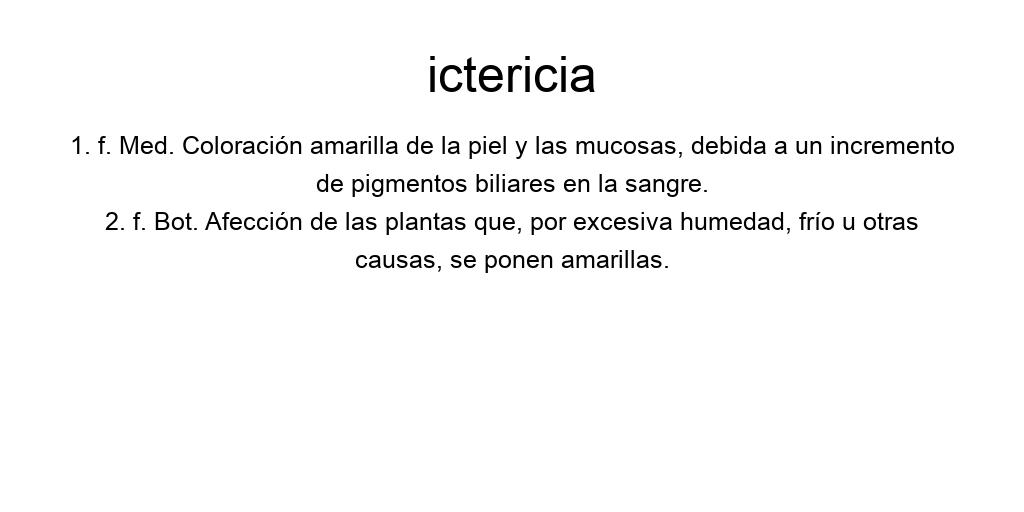 ictericia
1. f. Med. Coloración amarilla de la piel y las mucosas, debida a un incremento
de pigmentos biliares en la sangre.
2. f. Bot. Afección de las plantas que, por excesiva humedad, frío u otras
causas, se ponen amarillas.